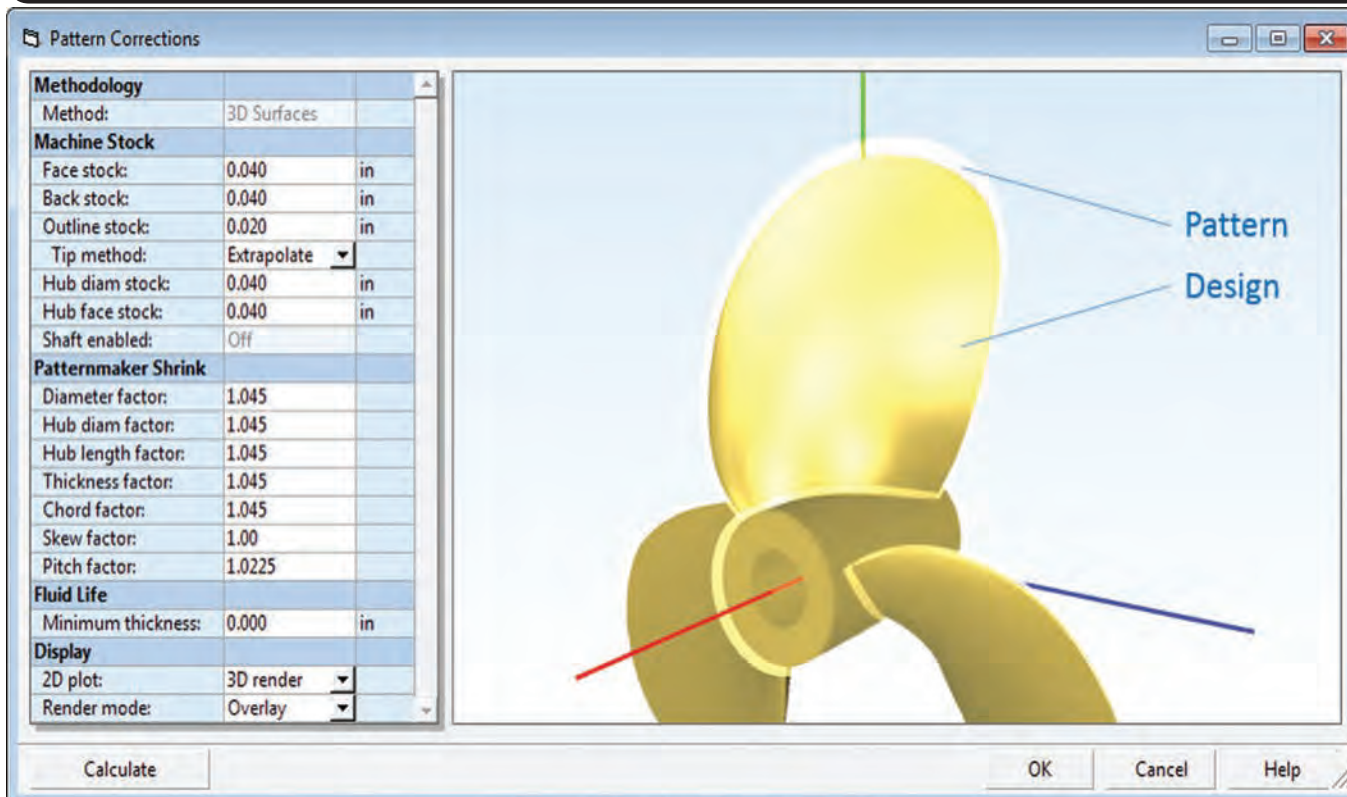 Pattern Corrections
Methodology
Method: 3D Surfaces
Machine Stock
Face stock: 0.040 in
Back stock: 0.040 in
Outline stock: 0.020 in
Tip method: Extrapolate
Hub diam stock: 0.040 in
Hub face stock: 0.040 in
Shaft enabled: Off
Patternmaker Shrink
Diameter factor: 1.045
Hub diam factor: 1.045
Hub length factor: 1.045
Thickness factor: 1.045
Chord factor: 1.045
Skew factor: 1.00
Pitch factor: 1.0225
Fluid Life
Minimum thickness: 0.000 in
Display
2D plot: 3D render
Render mode: Overlay
Pattern
Design
Calculate OK Cancel Help